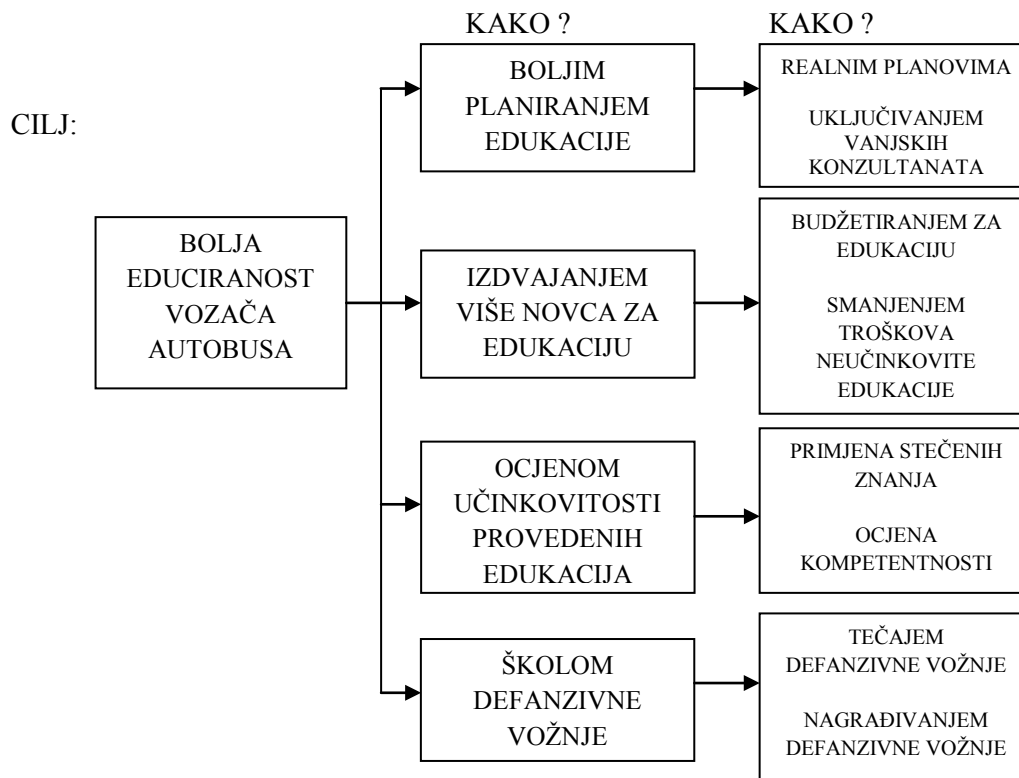 KAKO ?
KAKO ?
CILJ:
BOLJA
EDUCIRANOST
VOZAČA
AUTOBUSA
BOLJIM
PLANIRANJEM
EDUKACIJE
REALNIM PLANOVIMA
UKLJUČIVANJEM
VANJSKIH
KONZULTANATA
IZDVAJANJEM
VIŠE NOVCA ZA
EDUKACIJU
BUDŽETIRANJEM ZA
EDUKACIJU
SMANJENJEM
TROŠKOVA
NEUČINKOVITE
EDUKACIJE
OCJENOM
UČINKOVITOSTI
PROVEDENIH
EDUKACIJA
PRIMJENA STEČENIH
ZNANJA
OCJENA
KOMPETENTNOSTI
ŠKOLOM
DEFANZIVNE
VOŽNJE
TEČAJEM
DEFANZIVNE VOŽNJE
NAGRAĐIVANJEM
DEFANZIVNE VOŽNJE